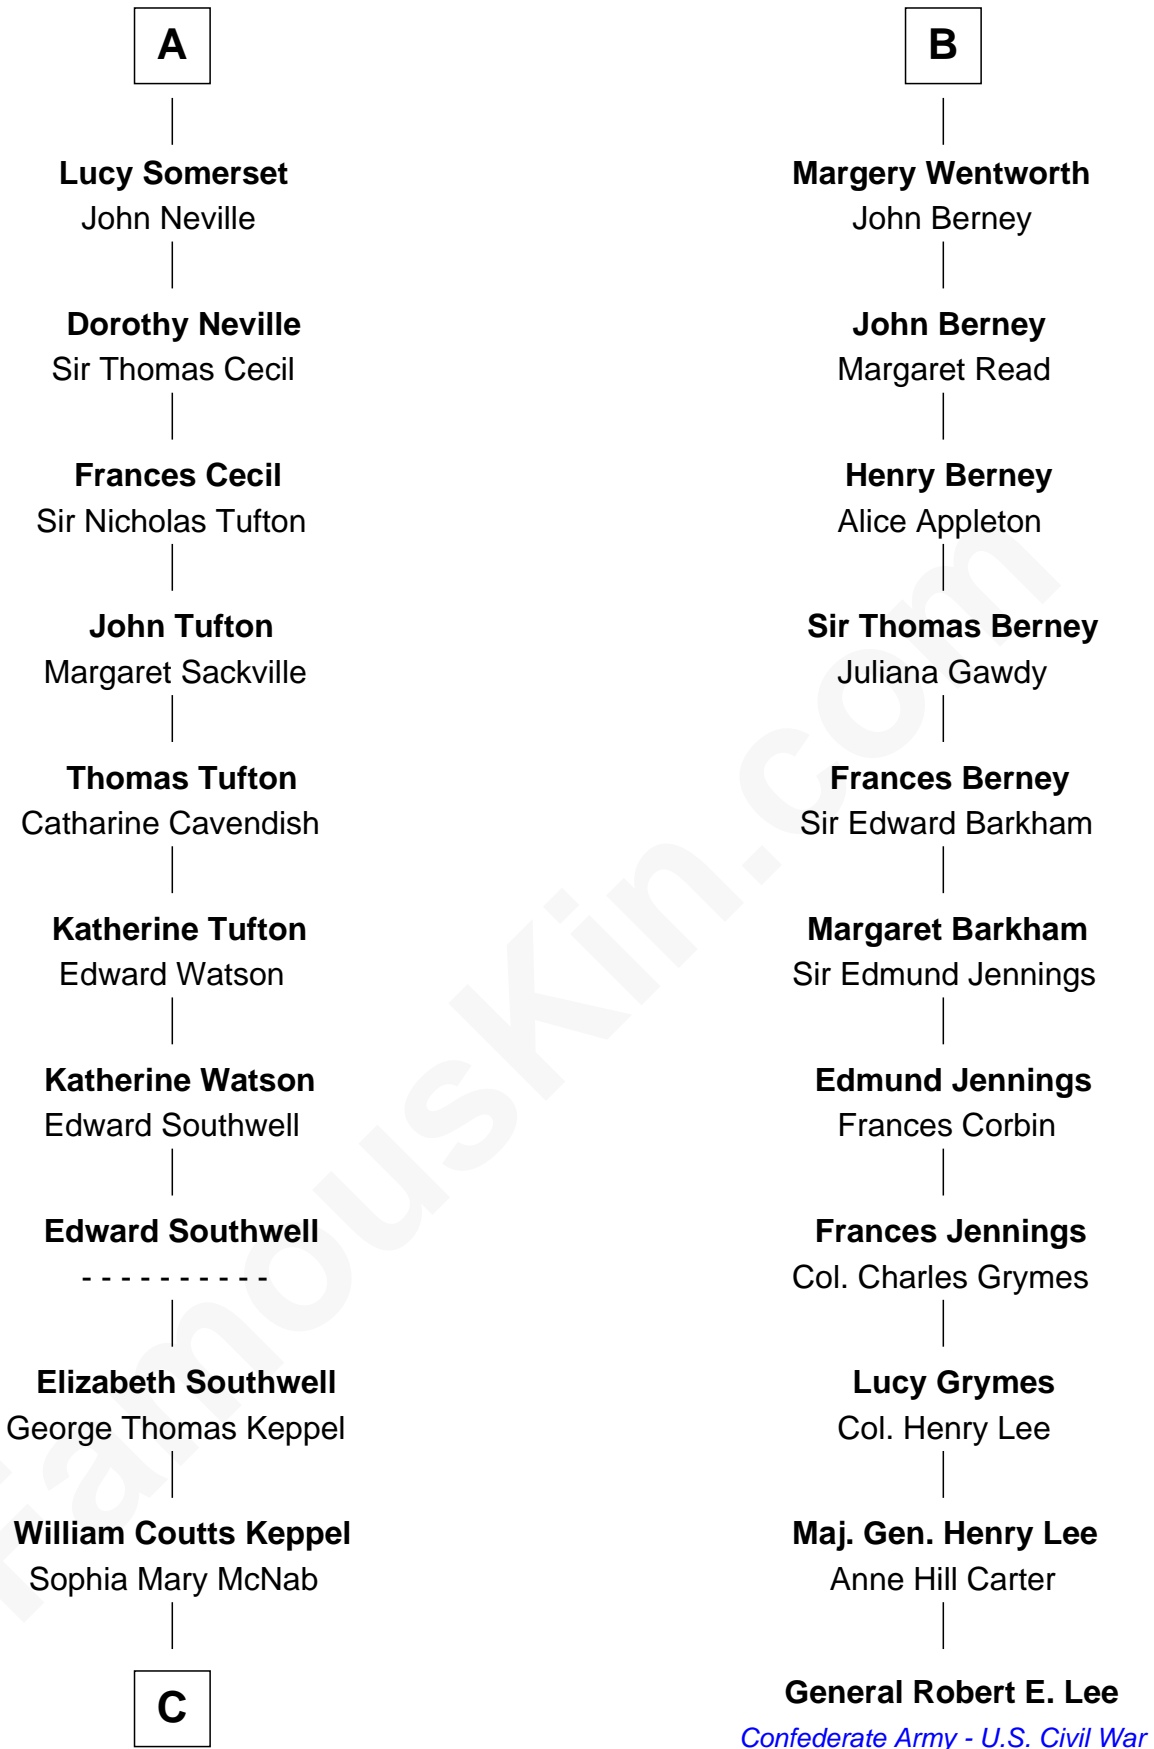 A
Lucy Somerset
John Neville
Dorothy Neville
Sir Thomas Cecil
Frances Cecil
Sir Nicholas Tufton
John Tufton
Margaret Sackville
Thomas Tufton
Catharine Cavendish
Katherine Tufton
Edward Watson
Katherine Watson
Edward Southwell
Edward Southwell
- - - - - - - - - -
Elizabeth Southwell
George Thomas Keppel
William Coutts Keppel
Sophia Mary McNab
C
B
Margery Wentworth
John Berney
John Berney
Margaret Read
Henry Berney
Alice Appleton
Sir Thomas Berney
Juliana Gawdy
Frances Berney
Sir Edward Barkham
Margaret Barkham
Sir Edmund Jennings
Edmund Jennings
Frances Corbin
Frances Jennings
Col. Charles Grymes
Lucy Grymes
Col. Henry Lee
Maj. Gen. Henry Lee
Anne Hill Carter
General Robert E. Lee
Confederate Army - U.S. Civil War
FamousKin.com